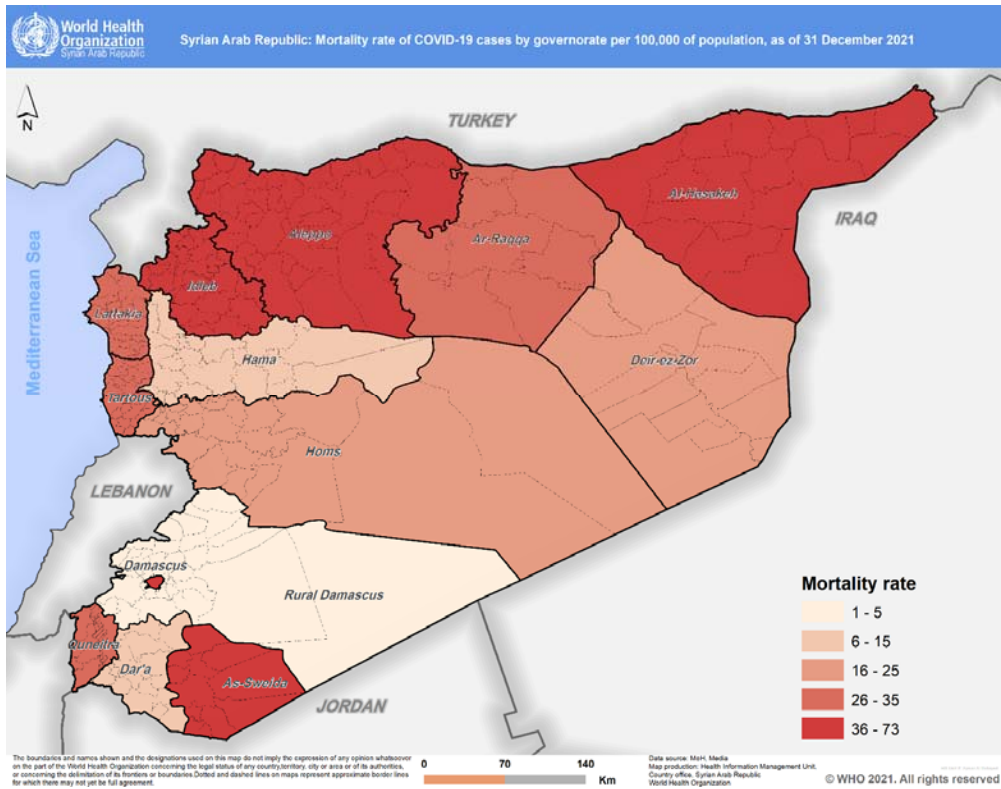 World Health
Organization
Syrian Arab Republic
Syrian Arab Republic: Mortality rate of COVID-19 cases by governorate per 100,000 of population, as of 31 December 2021
N
TURKEY
Al-Hasakeh
IRAQ
Aleppo
Ar-Raqqa
Mediterranean Sea
Idleb
Lattakia
Hama
Deir-ez-Zor
Tartous
Homs
LEBANON
Damascus
Rural Damascus
Quneitra
Dar'a
As-Sweida
JORDAN
Mortality rate
1 - 5
6 - 15
16 - 25
26 - 35
36 - 73
The boundaries and names shown and the designations used on this map do not imply the expression of any opinion whatsoever
on the part of the World Health Organization concerning the legal status of any country,territory, city or area or of its authorities,
or concerning the delimitation of its frontiers or boundaries.Dotted and dashed lines on maps represent approximate border lines
for which there may not yet be full agreement.
0 70 140
Km
Data source: MoH, Media
Map production: Health Information Management Unit,
Country office, Syrian Arab Republic
World Health Organization
© WHO 2021. All rights reserved